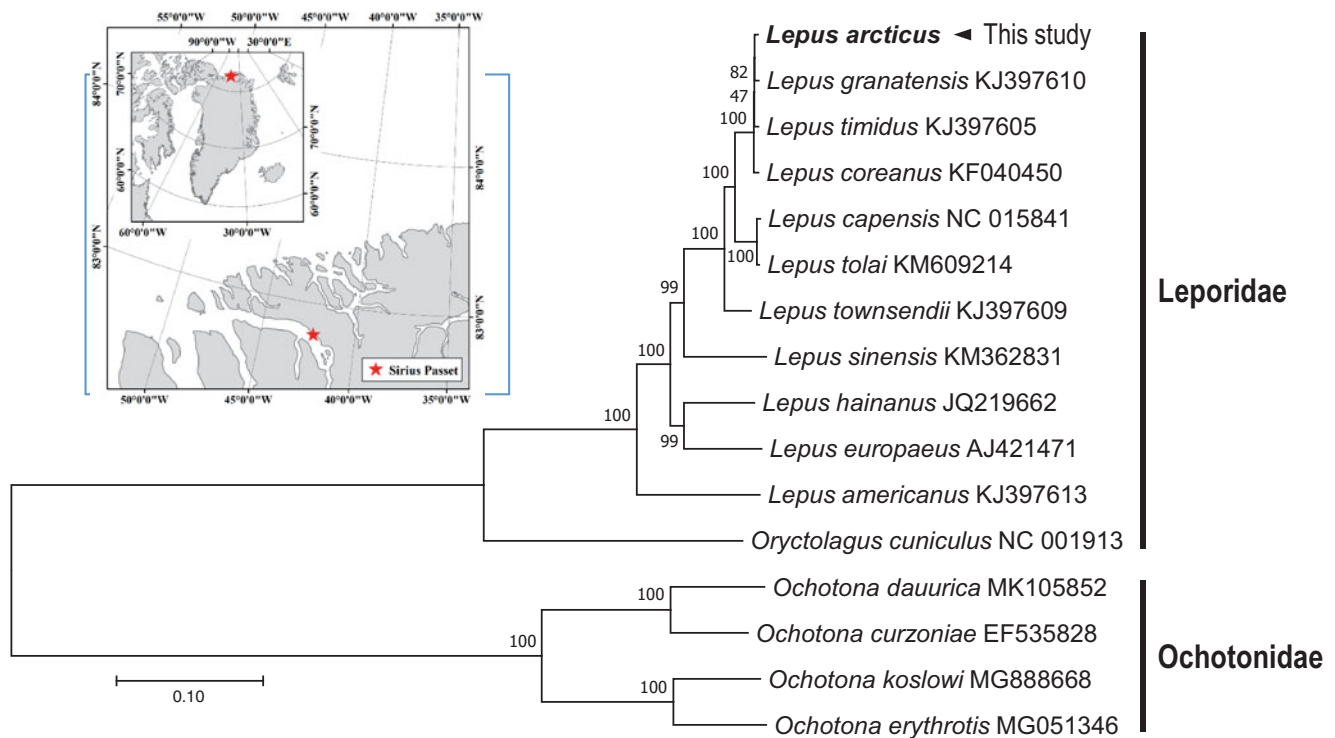 55°0'0"W 50°0'0"W 45°0'0"W 40°0'0"W
90°0'0"W 30°0'0"E
84°0'0"N
70°0'0"N
70°0'0"N
84°0'0"N
60°0'0"N
60°0'0"N
60°0'0"W 30°0'0"W
83°0'0"N
83°0'0"N
Sirius Passet
50°0'0"W 45°0'0"W 40°0'0"W 35°0'0"W
Lepus arcticus ◄ This study
82
Lepus granatensis KJ397610
47
100
Lepus timidus KJ397605
100
Lepus coreanus KF040450
Lepus capensis NC 015841
100
100
Lepus tolai KM609214
Leporidae
99
Lepus townsendii KJ397609
100
Lepus sinensis KM362831
100
Lepus hainanus JQ219662
99
Lepus europaeus AJ421471
Lepus americanus KJ397613
Oryctolagus cuniculus NC 001913
100
Ochotona dauurica MK105852
100
Ochotona curzoniae EF535828
Ochotonidae
100
Ochotona koslowi MG888668
0.10
Ochotona erythrotis MG051346